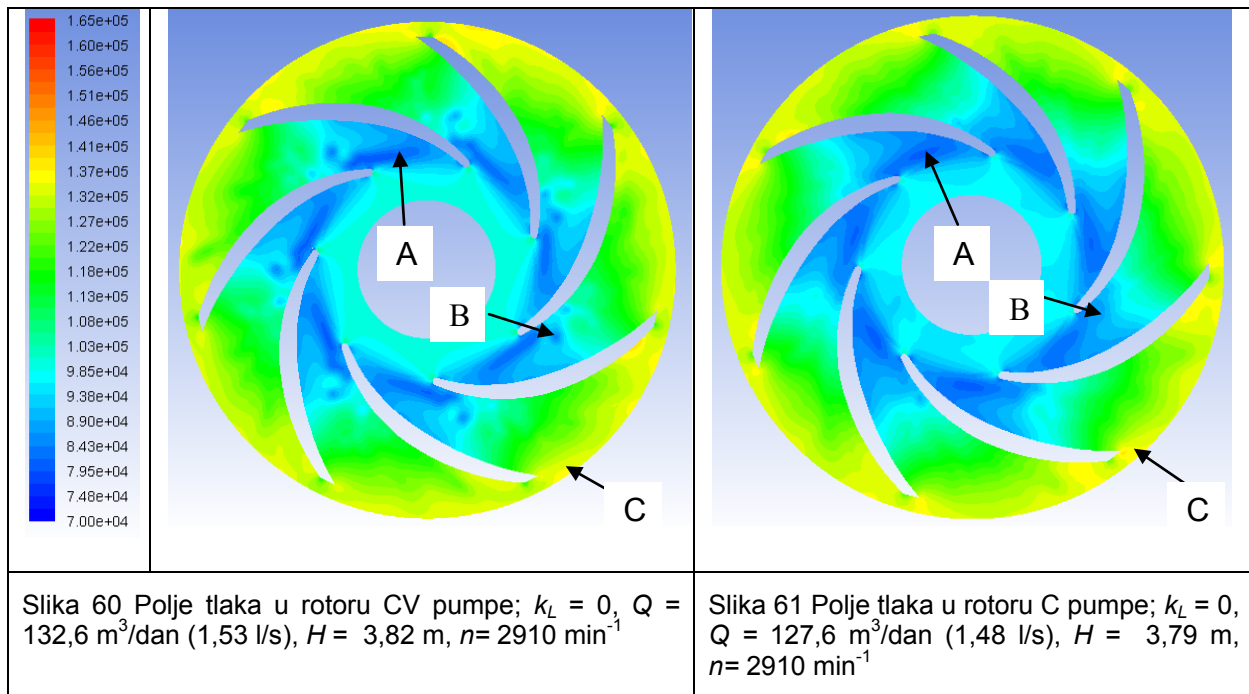 1.65e+05
1.60e+05
1.56e+05
1.51e+05
1.46e+05
1.41e+05
1.37e+05
1.32e+05
1.27e+05
1.22e+05
1.18e+05
1.13e+05
1.08e+05
1.03e+05
9.85e+04
9.38e+04
8.90e+04
8.43e+04
7.95e+04
7.48e+04
7.00e+04
A
B
C
A
B
C
Slika 60 Polje tlaka u rotoru CV pumpe; k_L = 0, Q =
132,6 m³/dan (1,53 l/s), H = 3,82 m, n= 2910 min⁻¹
Slika 61 Polje tlaka u rotoru C pumpe; k_L = 0,
Q = 127,6 m³/dan (1,48 l/s), H = 3,79 m,
n= 2910 min⁻¹